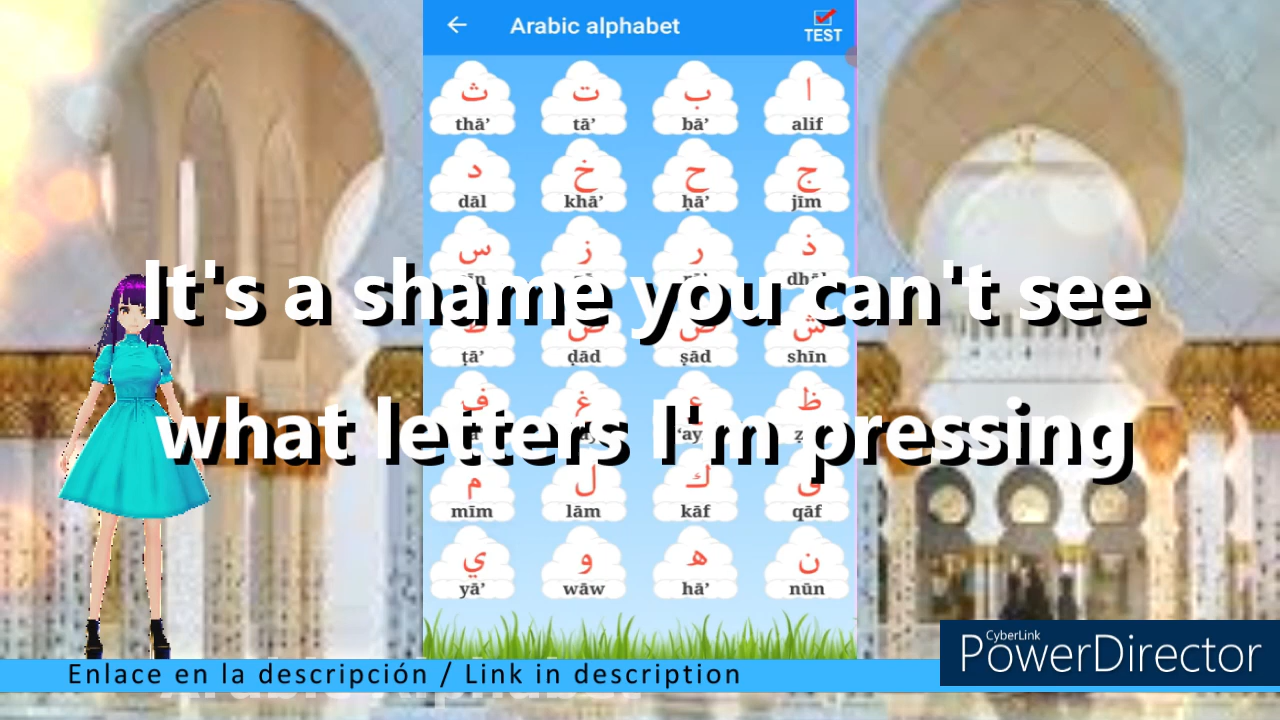 Arabic alphabet
TEST
ث ت ب ا
thā’ tā’ bā’ alif
د خ ح ج
dāl khā’ ḥā’ jīm
س ز ر ذ
It's a shame you can't see
ṭā’ ḍād ṣād shīn
ف غ ع ظ
what letters I'm pressing
م ل ك
mīm lām kāf qāf
ي و ه ن
yā’ wāw hā’ nūn
CyberLink
PowerDirector
Enlace en la descripción / Link in description